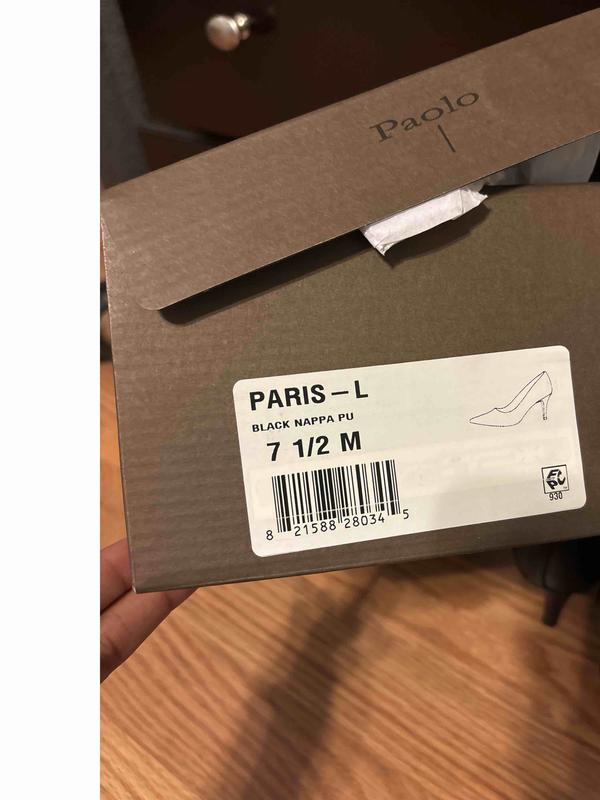 Paolo
PARIS – L
BLACK NAPPA PU
7 1/2 M
8 21588 28034 5
930